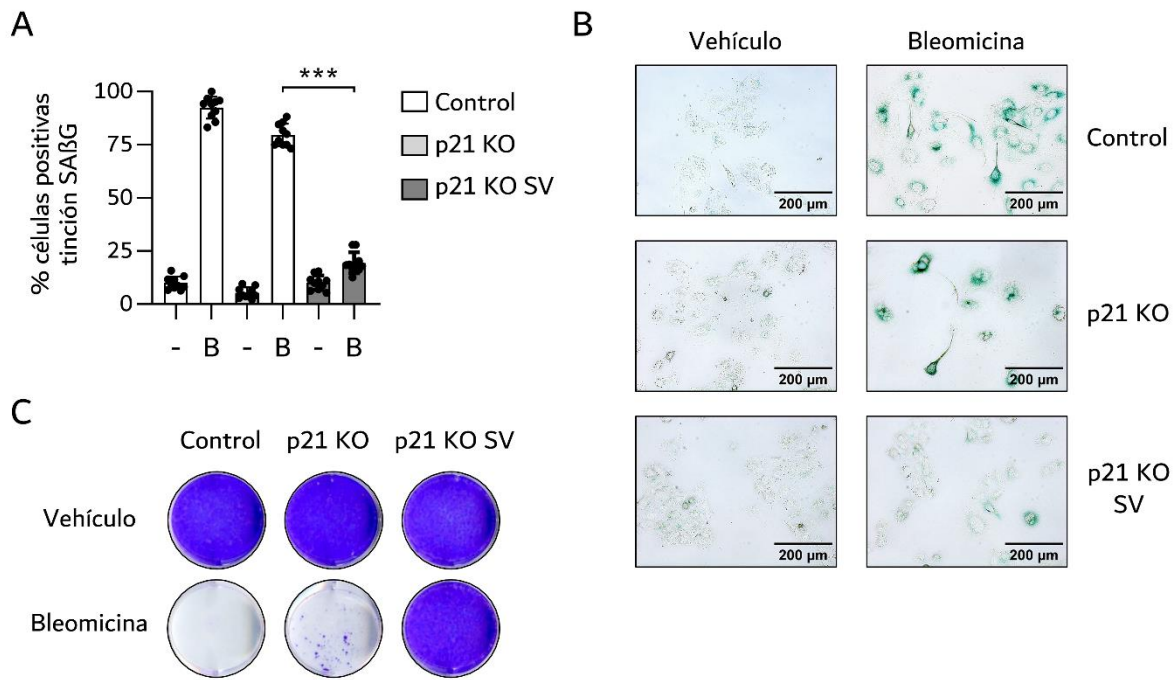 A
% células positivas
tinción SAßG
100
75
50
25
0
***
- B - B - B
Control
p21 KO
p21 KO SV
B
Vehículo Bleomicina
200 µm 200 µm Control
200 µm 200 µm p21 KO
200 µm 200 µm p21 KO
SV
C
Control p21 KO p21 KO SV
Vehículo
Bleomicina